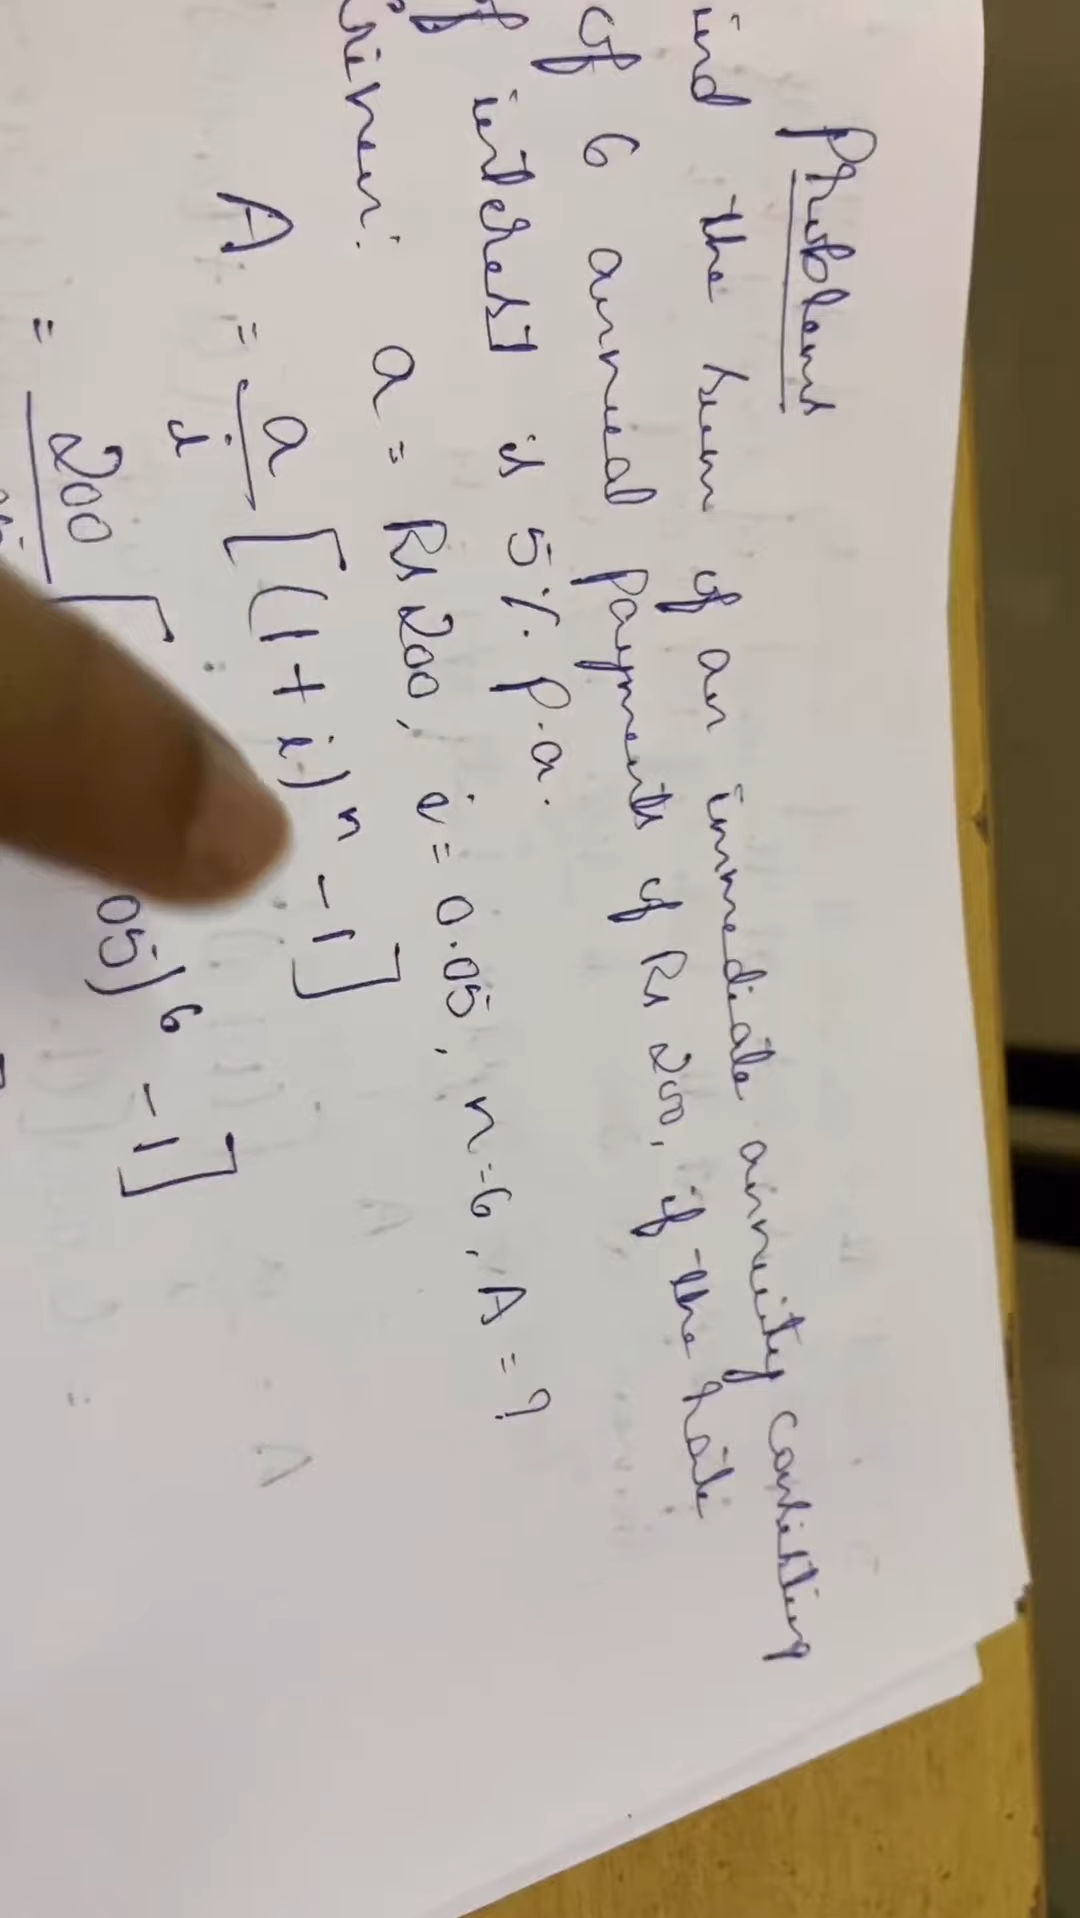 Problems
ind the sum of an immediate annuity consisting
of 6 annual payments of Rs 200, if the rate
of interest is 5% p.a.
Given: a = Rs 200, i = 0.05, n = 6, A = ?
A = a/i [(1 + i)^n - 1]
= 200 [ 05)^6 - 1]